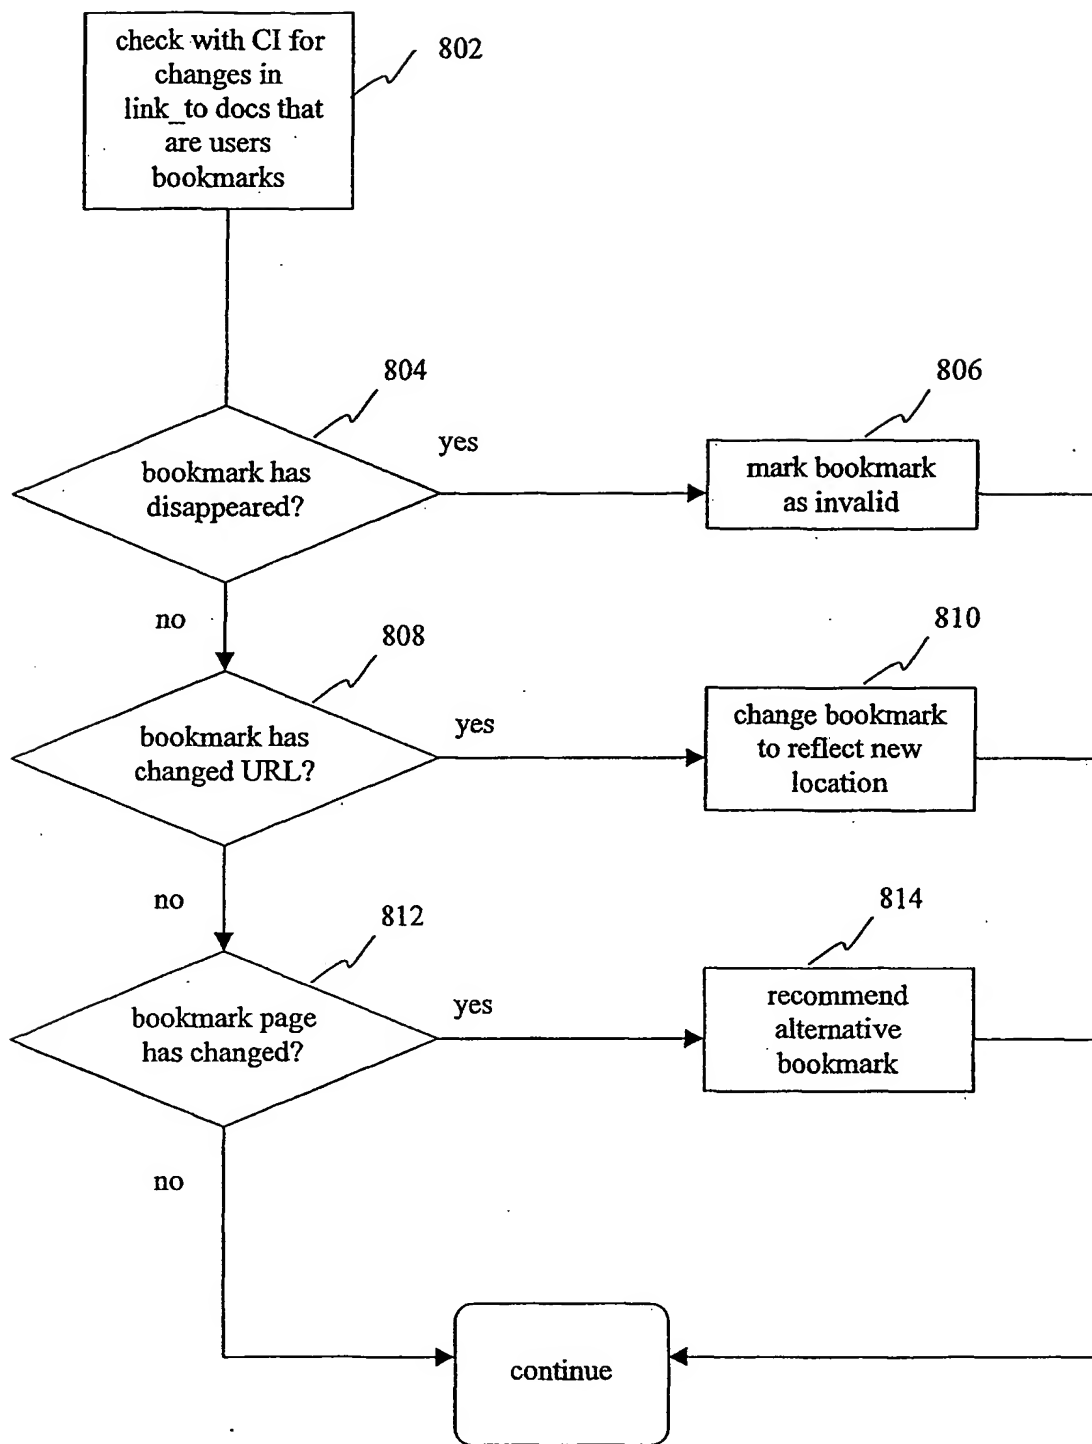 check with CI for
changes in
link_to docs that
are users
bookmarks
802
804
bookmark has
disappeared?
yes
806
mark bookmark
as invalid
no
808
bookmark has
changed URL?
yes
810
change bookmark
to reflect new
location
no
812
bookmark page
has changed?
yes
814
recommend
alternative
bookmark
no
continue